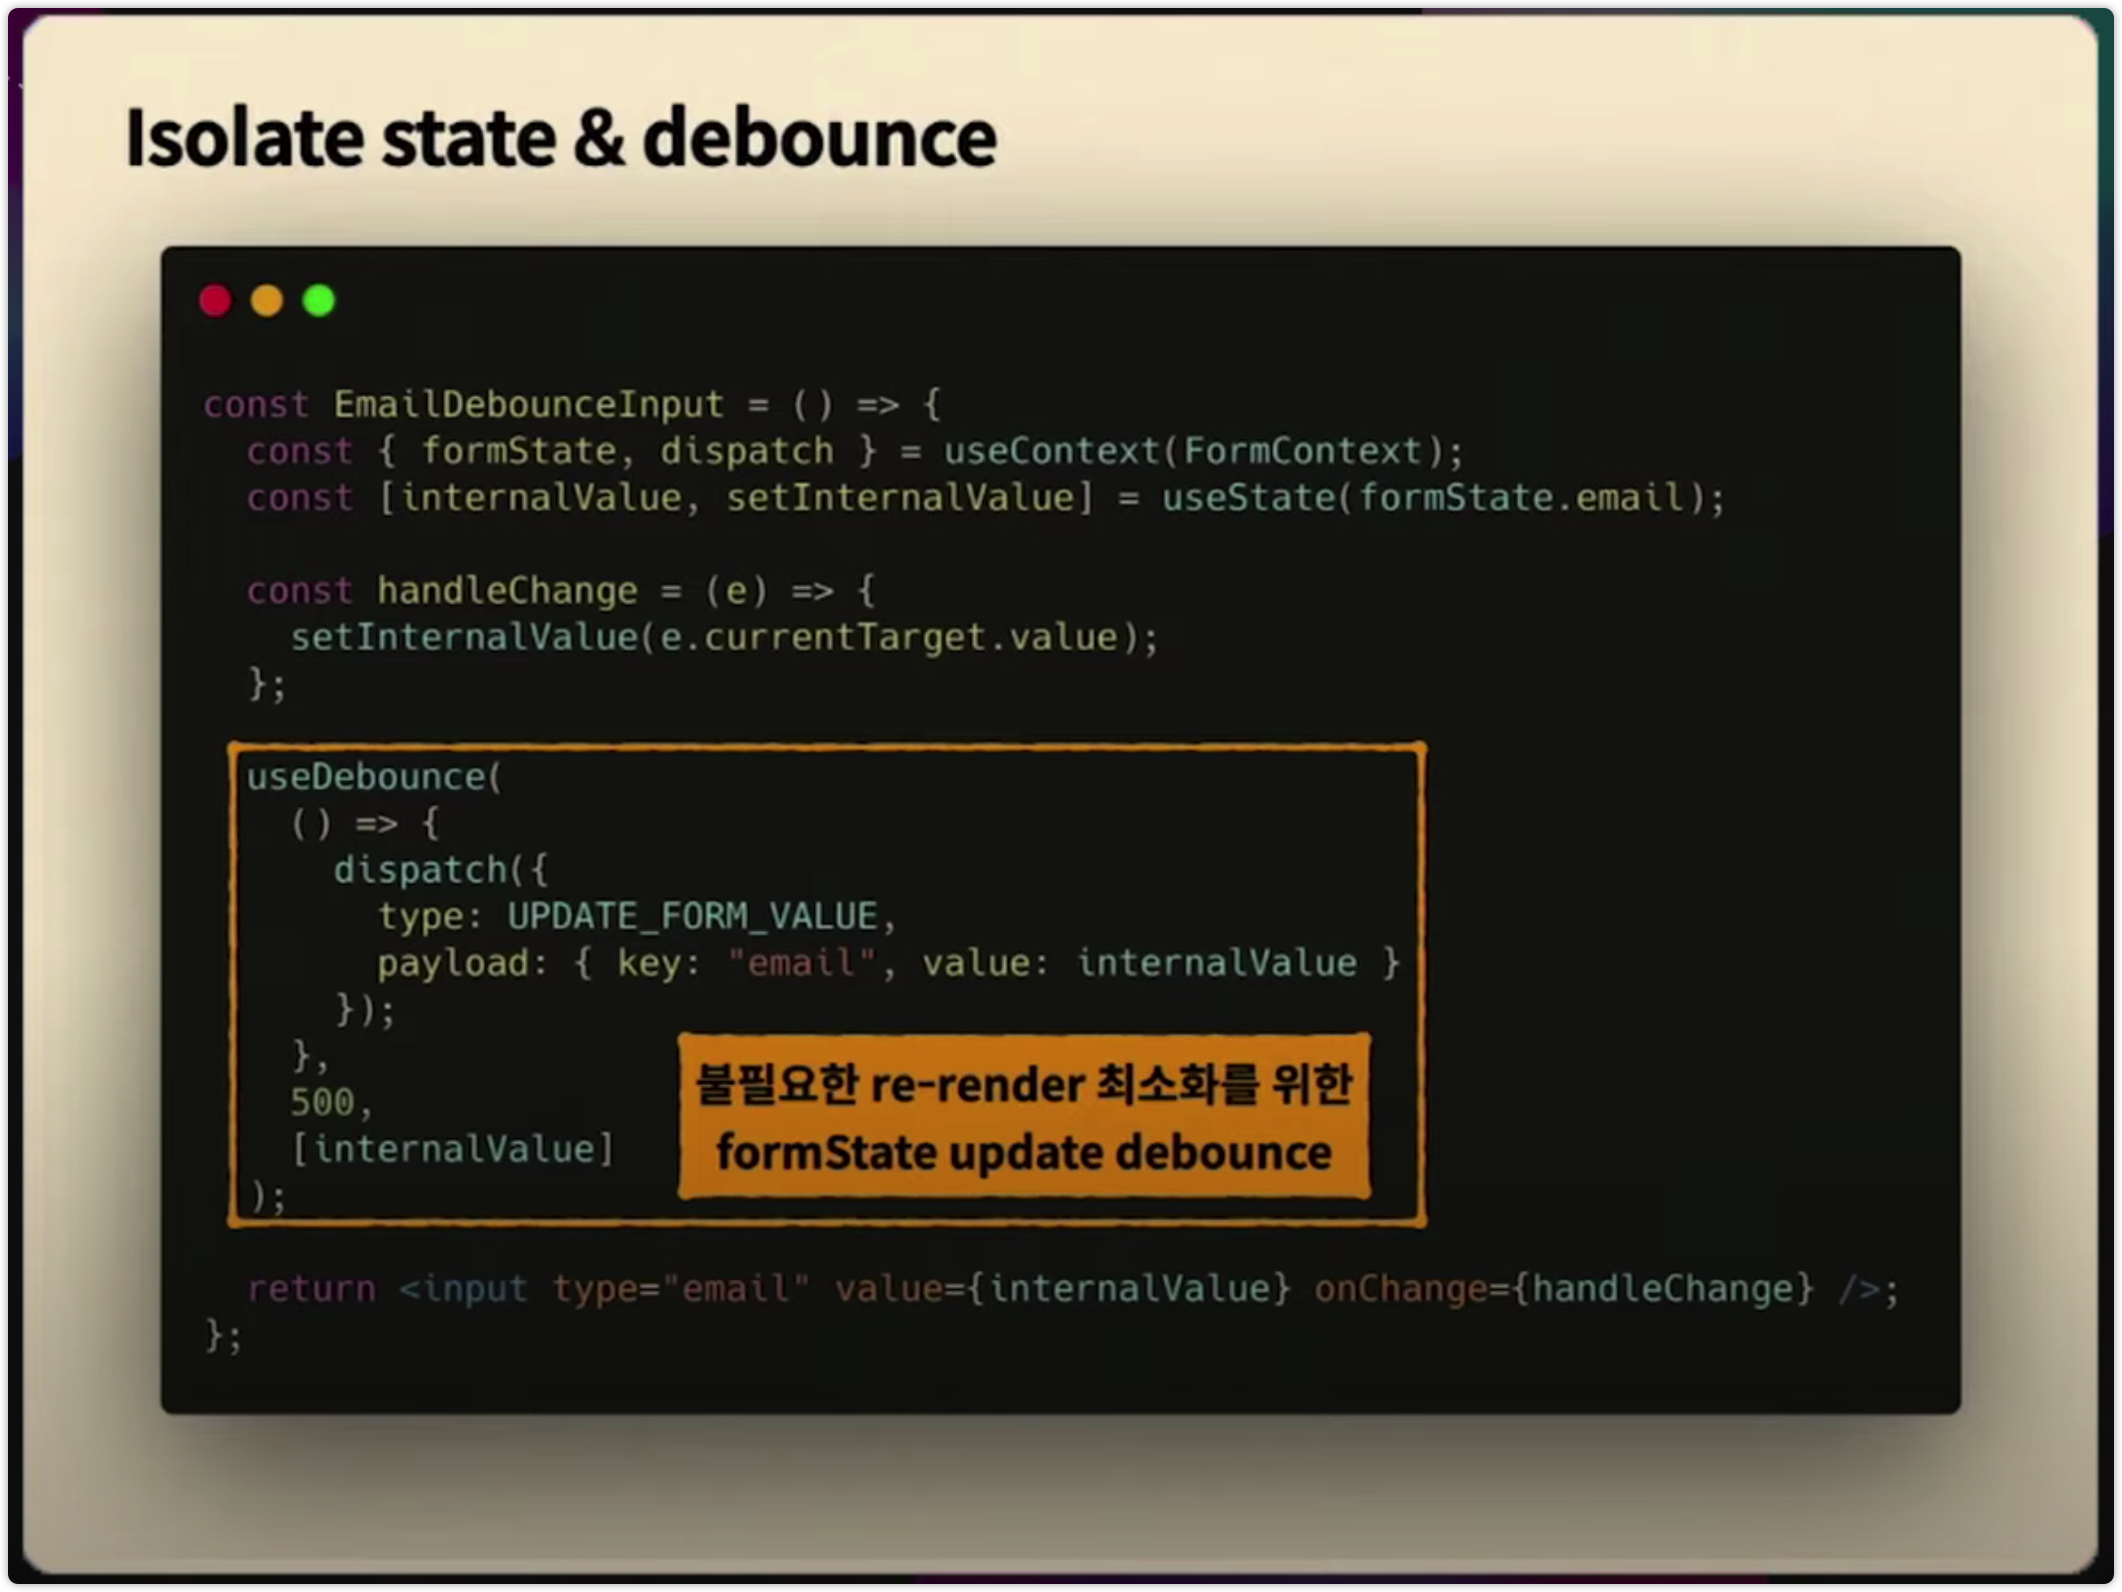 Isolate state & debounce
const EmailDebounceInput = () => {
  const { formState, dispatch } = useContext(FormContext);
  const [internalValue, setInternalValue] = useState(formState.email);

  const handleChange = (e) => {
    setInternalValue(e.currentTarget.value);
  };

  useDebounce(
    () => {
      dispatch({
        type: UPDATE_FORM_VALUE,
        payload: { key: "email", value: internalValue }
      });
    },
    500,
    [internalValue]
  );
불필요한 re-render 최소화를 위한
formState update debounce

  return <input type="email" value={internalValue} onChange={handleChange} />;
};